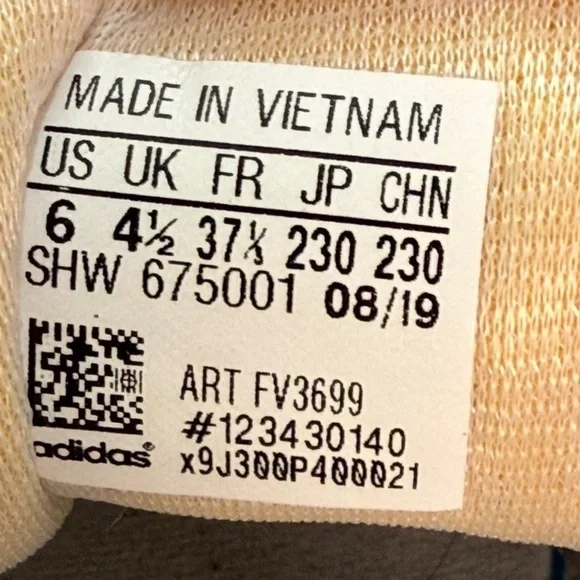 MADE IN VIETNAM
US UK FR JP CHN
6 4½ 37⅓ 230 230
SHW 675001 08/19
ART FV3699
#123430140
adidas® x9J300P400021